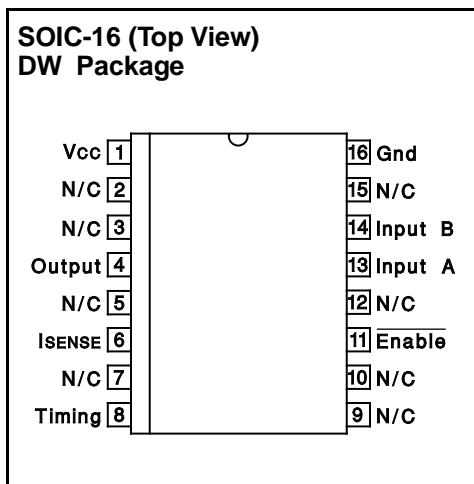 SOIC-16 (Top View)
DW Package
Vcc 1
N/C 2
N/C 3
Output 4
N/C 5
ISENSE 6
N/C 7
Timing 8
16 Gnd
15 N/C
14 Input B
13 Input A
12 N/C
11 Enable
10 N/C
9 N/C